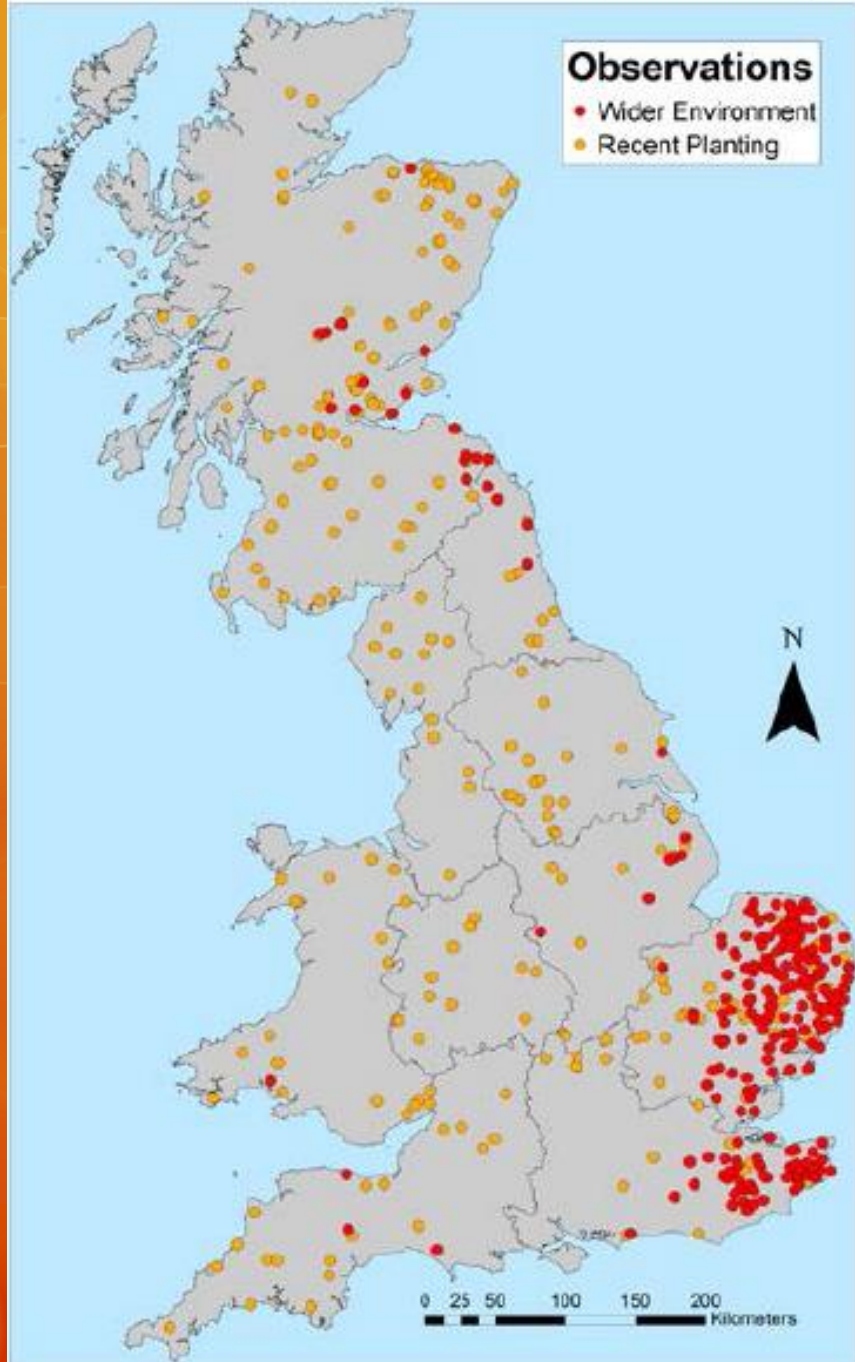 Observations
Wider Environment
Recent Planting
N
0 25 50 100 150 200
Kilometers